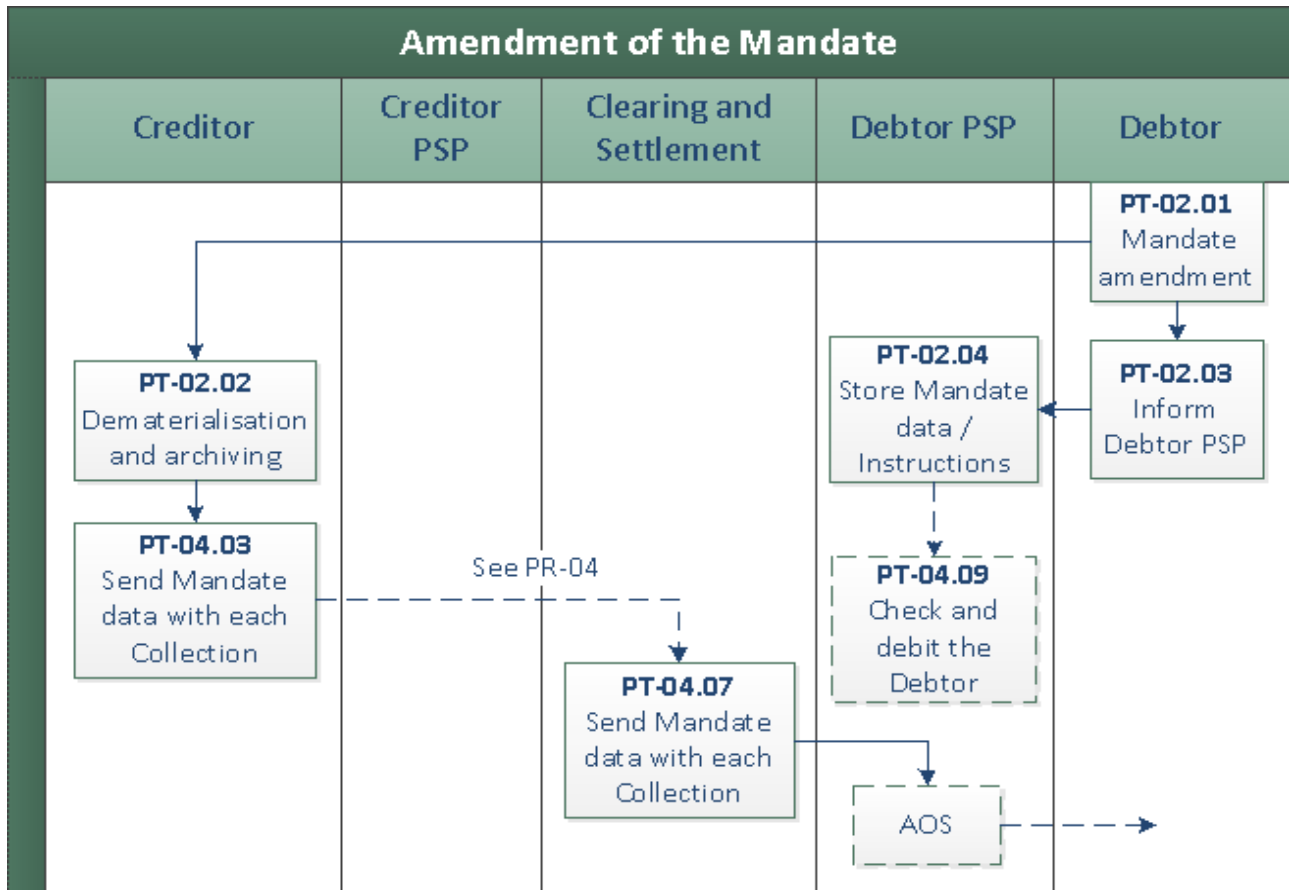 Amendment of the Mandate
Creditor
Creditor
PSP
Clearing and
Settlement
Debtor PSP
Debtor
PT-02.01
Mandate
amendment
PT-02.02
Dematerialisation
and archiving
PT-02.04
Store Mandate
data /
Instructions
PT-02.03
Inform
Debtor PSP
PT-04.03
Send Mandate
data with each
Collection
See PR-04
PT-04.09
Check and
debit the
Debtor
PT-04.07
Send Mandate
data with each
Collection
AOS